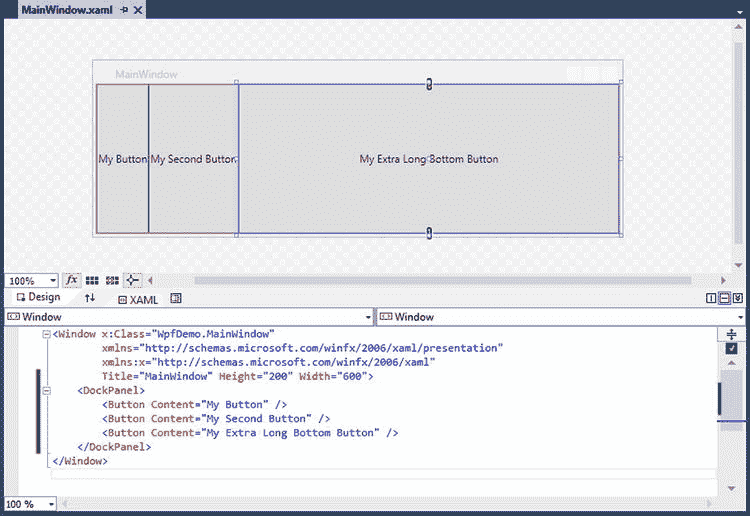 MainWindow.xaml
MainWindow
My Button My Second Button My Extra Long Bottom Button
100% fx
Design XAML
Window Window
<Window x:Class="WpfDemo.MainWindow"
xmlns="http://schemas.microsoft.com/winfx/2006/xaml/presentation"
xmlns:x="http://schemas.microsoft.com/winfx/2006/xaml"
Title="MainWindow" Height="200" Width="600">
<DockPanel>
<Button Content="My Button" />
<Button Content="My Second Button" />
<Button Content="My Extra Long Bottom Button" />
</DockPanel>
</Window>
100 %